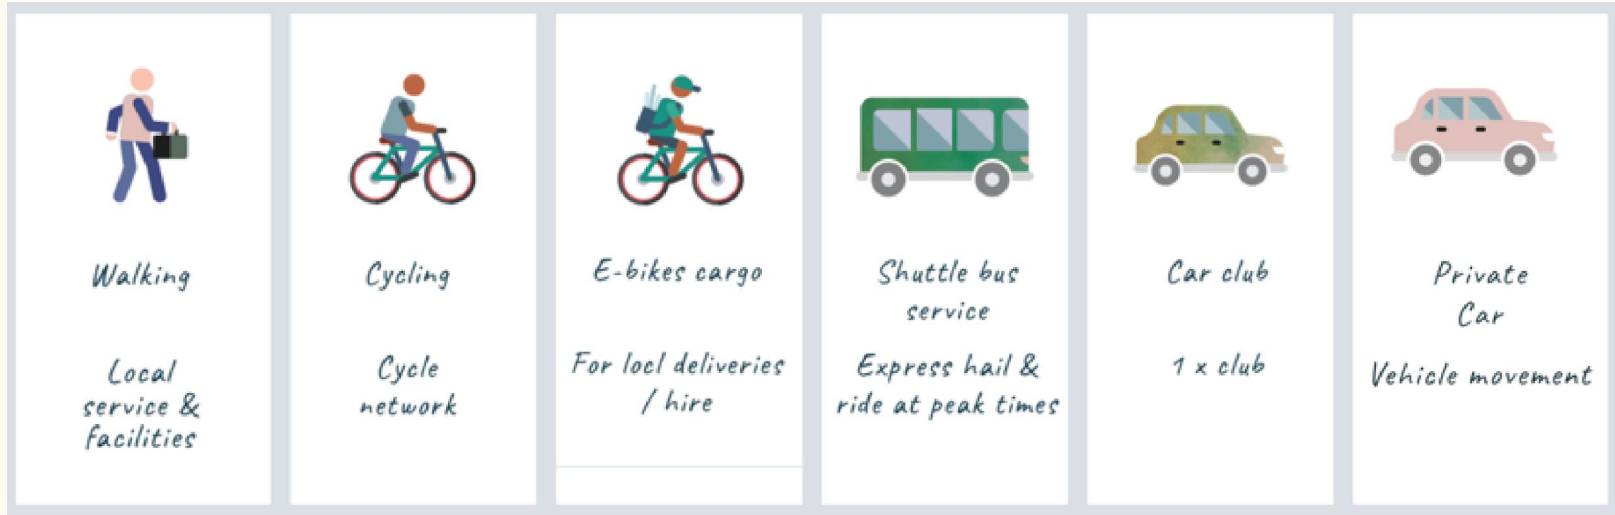 Walking
Local
service &
facilities
Cycling
Cycle
network
E-bikes cargo
For locl deliveries
/ hire
Shuttle bus
service
Express hail &
ride at peak times
Car club
1 x club
Private
Car
Vehicle movement